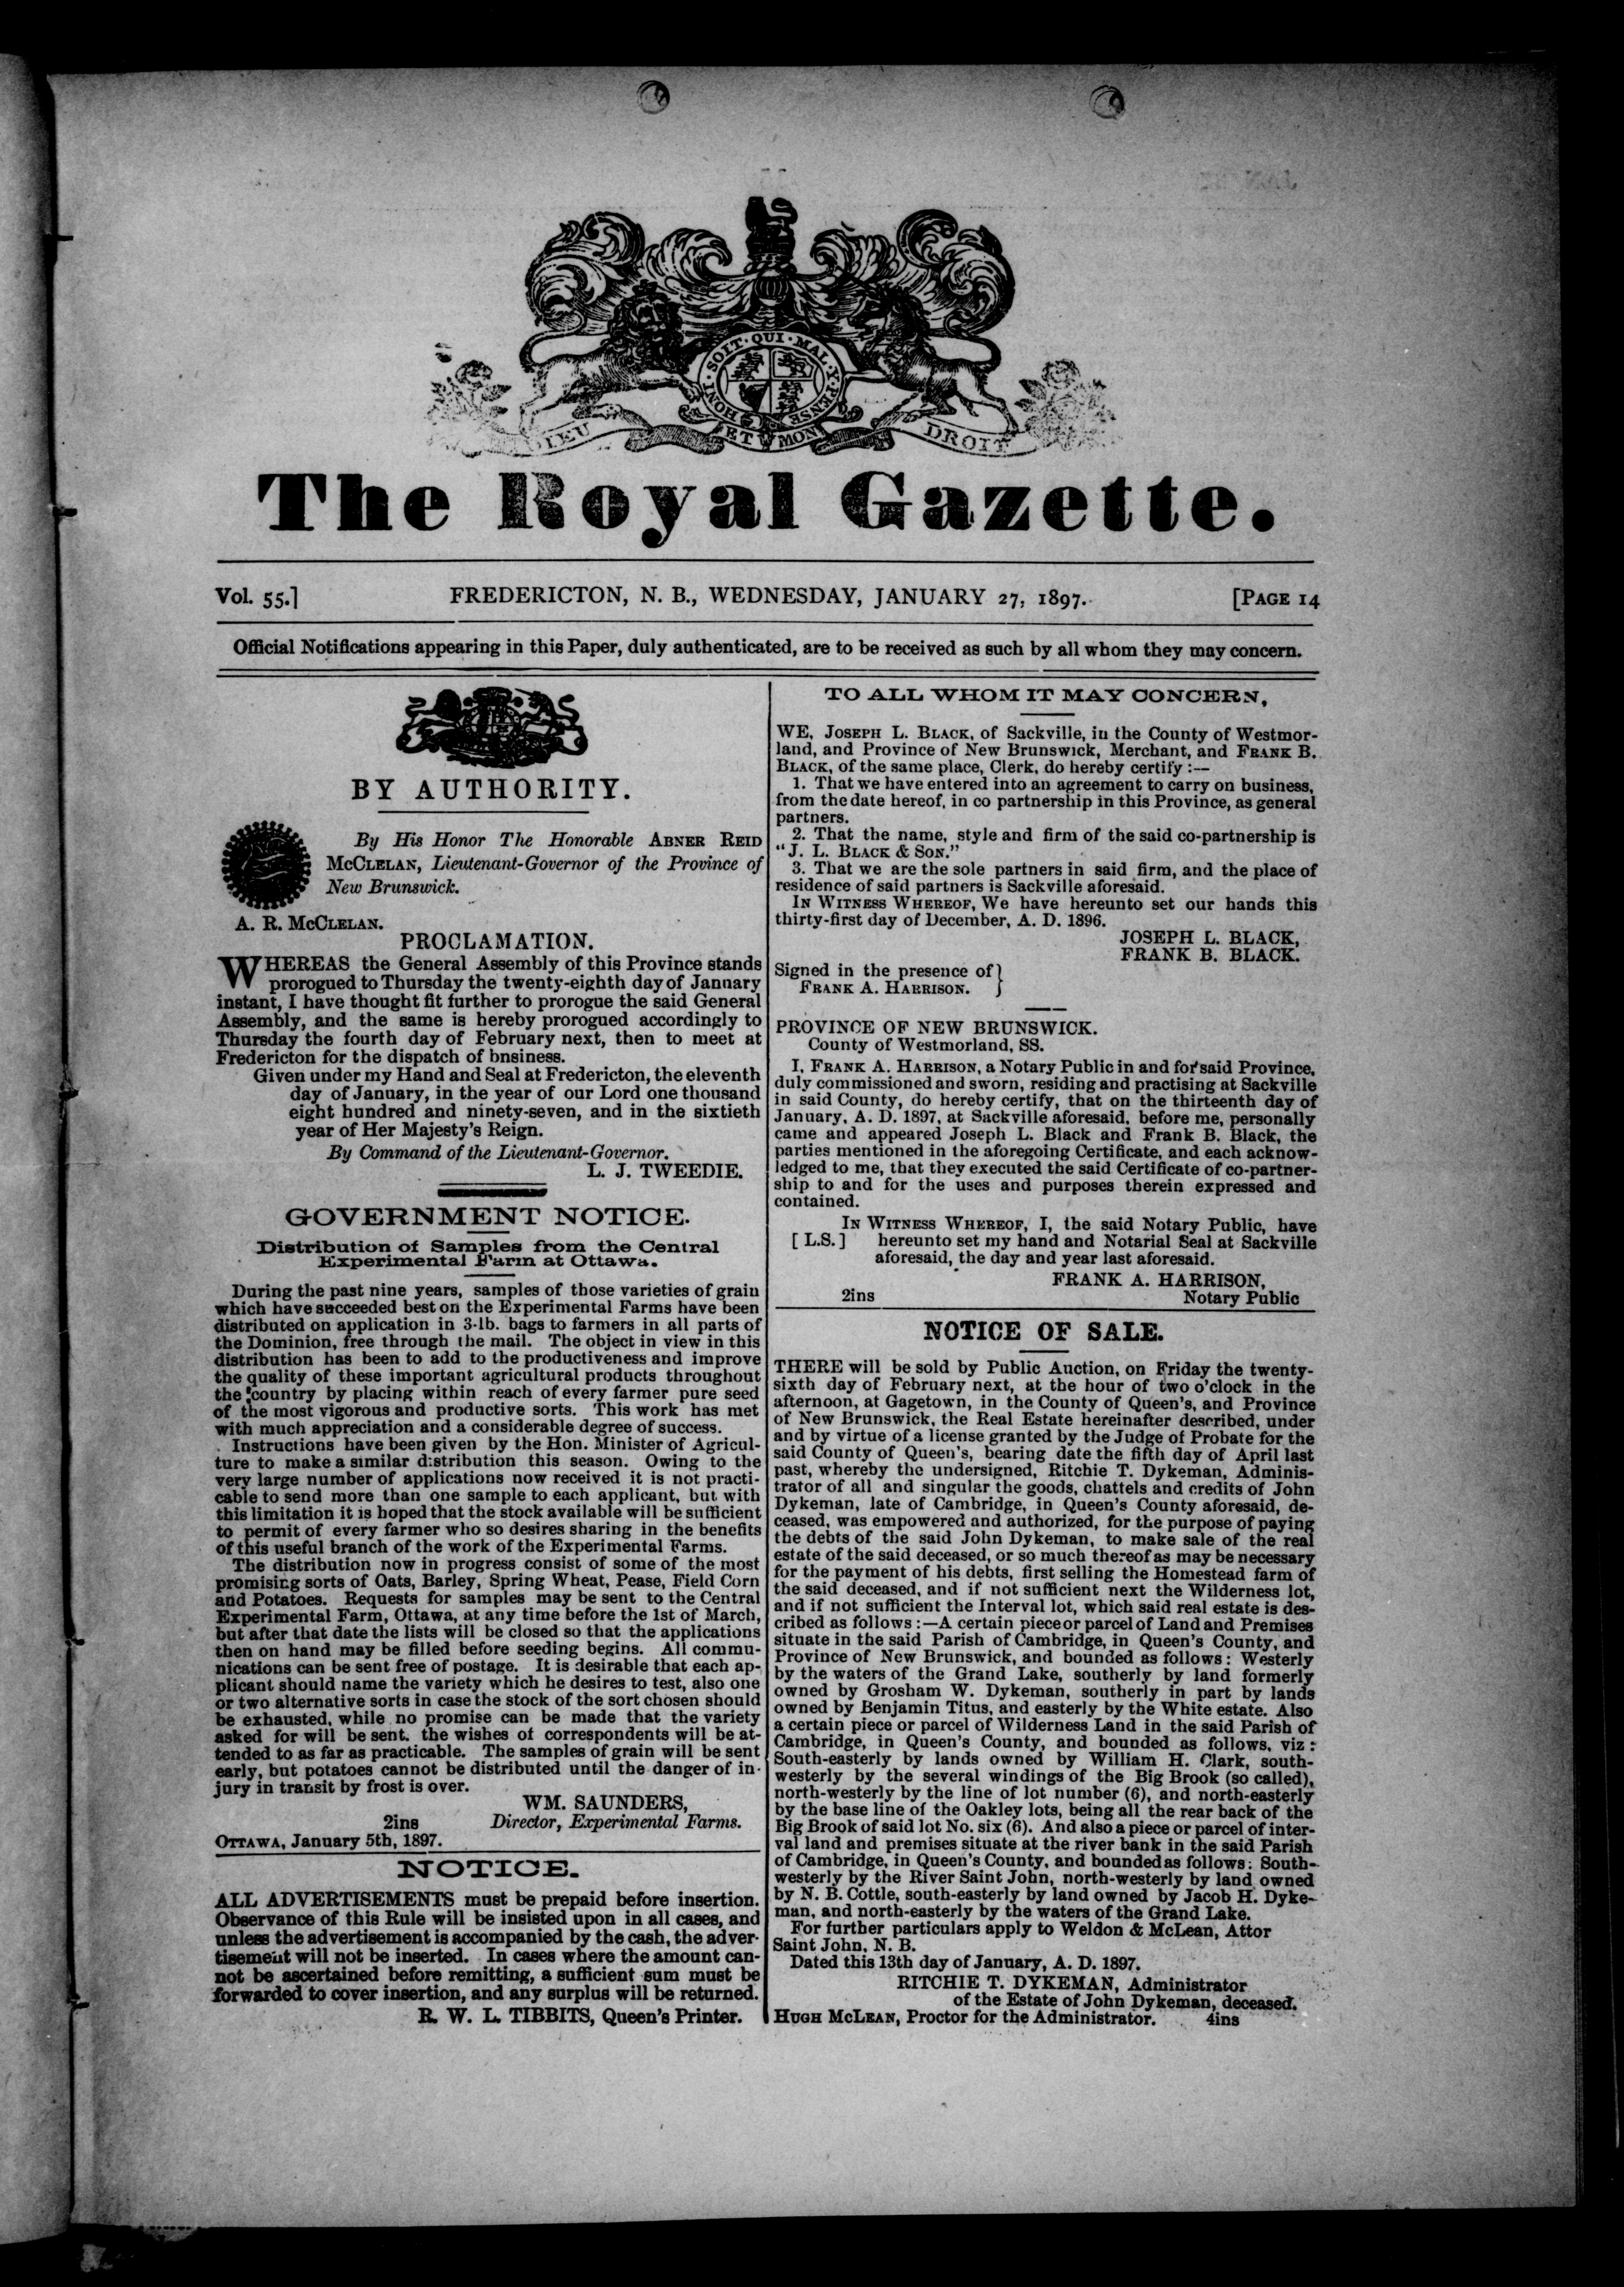 HONI · SOIT · QUI · MAL · Y · PENSE
DIEU ET MON DROIT
The Royal Gazette.
Vol. 55.] FREDERICTON, N. B., WEDNESDAY, JANUARY 27, 1897. [PAGE 14
Official Notifications appearing in this Paper, duly authenticated, are to be received as such by all whom they may concern.
BY AUTHORITY.
By His Honor The Honorable ABNER REID
MCCLELAN, Lieutenant-Governor of the Province of
New Brunswick.
A. R. MCCLELAN.
PROCLAMATION.
WHEREAS the General Assembly of this Province stands
prorogued to Thursday the twenty-eighth day of Jannary
instant, I have thought fit further to prorogue the said General
Assembly, and the same is hereby prorogued accordingly to
Thursday the fourth day of February next, then to meet at
Fredericton for the dispatch of bnsiness.
Given under my Hand and Seal at Fredericton, the eleventh
day of January, in the year of our Lord one thousand
eight hundred and ninety-seven, and in the sixtieth
year of Her Majesty's Reign.
By Command of the Lieutenant-Governor.
L. J. TWEEDIE.
GOVERNMENT NOTICE.
Distribution of Samples from the Central
Experimental Farm at Ottawa.
During the past nine years, samples of those varieties of grain
which have succeeded best on the Experimental Farms have been
distributed on application in 3-lb. bags to farmers in all parts of
the Dominion, free through the mail. The object in view in this
distribution has been to add to the productiveness and improve
the quality of these important agricultural products throughout
the country by placing within reach of every farmer pure seed
of the most vigorous and productive sorts. This work has met
with much appreciation and a considerable degree of success.
Instructions have been given by the Hon. Minister of Agricul-
ture to make a similar distribution this season. Owing to the
very large number of applications now received it is not practi-
cable to send more than one sample to each applicant, but with
this limitation it is hoped that the stock available will be sufficient
to permit of every farmer who so desires sharing in the benefits
of this useful branch of the work of the Experimental Farms.
The distribution now in progress consist of some of the most
promising sorts of Oats, Barley, Spring Wheat, Pease, Field Corn
and Potatoes. Requests for samples may be sent to the Central
Experimental Farm, Ottawa, at any time before the 1st of March,
but after that date the lists will be closed so that the applications
then on hand may be filled before seeding begins. All commu-
nications can be sent free of postage. It is desirable that each ap-
plicant should name the variety which he desires to test, also one
or two alternative sorts in case the stock of the sort chosen should
be exhausted, while no promise can be made that the variety
asked for will be sent, the wishes of correspondents will be at-
tended to as far as practicable. The samples of grain will be sent
early, but potatoes cannot be distributed until the danger of in-
jury in transit by frost is over.
WM. SAUNDERS,
2ins Director, Experimental Farms.
OTTAWA, January 5th, 1897.
NOTICE.
ALL ADVERTISEMENTS must be prepaid before insertion.
Observance of this Rule will be insisted upon in all cases, and
unless the advertisement is accompanied by the cash, the adver-
tisement will not be inserted. In cases where the amount can-
not be ascertained before remitting, a sufficient sum must be
forwarded to cover insertion, and any surplus will be returned.
R. W. L. TIBBITS, Queen's Printer.
TO ALL WHOM IT MAY CONCERN,
WE, JOSEPH L. BLACK, of Sackville, in the County of Westmor-
land, and Province of New Brunswick, Merchant, and FRANK B.
BLACK, of the same place, Clerk, do hereby certify :—
1. That we have entered into an agreement to carry on business,
from the date hereof, in co partnership in this Province, as general
partners.
2. That the name, style and firm of the said co-partnership is
"J. L. BLACK & SON."
3. That we are the sole partners in said firm, and the place of
residence of said partners is Sackville aforesaid.
IN WITNESS WHEREOF, We have hereunto set our hands this
thirty-first day of December, A. D. 1896.
JOSEPH L. BLACK,
FRANK B. BLACK.
Signed in the presence of }
FRANK A. HARRISON.
PROVINCE OF NEW BRUNSWICK.
County of Westmorland, SS.
I, FRANK A. HARRISON, a Notary Public in and for said Province,
duly commissioned and sworn, residing and practising at Sackville
in said County, do hereby certify, that on the thirteenth day of
January, A. D. 1897, at Sackville aforesaid, before me, personally
came and appeared Joseph L. Black and Frank B. Black, the
parties mentioned in the aforegoing Certificate, and each acknow-
ledged to me, that they executed the said Certificate of co-partner-
ship to and for the uses and purposes therein expressed and
contained.
IN WITNESS WHEREOF, I, the said Notary Public, have
[ L.S. ] hereunto set my hand and Notarial Seal at Sackville
aforesaid, the day and year last aforesaid.
FRANK A. HARRISON,
2ins Notary Public
NOTICE OF SALE.
THERE will be sold by Public Auction, on Friday the twenty-
sixth day of February next, at the hour of two o'clock in the
afternoon, at Gagetown, in the County of Queen's, and Province
of New Brunswick, the Real Estate hereinafter described, under
and by virtue of a license granted by the Judge of Probate for the
said County of Queen's, bearing date the fifth day of April last
past, whereby the undersigned, Ritchie T. Dykeman, Adminis-
trator of all and singular the goods, chattels and credits of John
Dykeman, late of Cambridge, in Queen's County aforesaid, de-
ceased, was empowered and authorized, for the purpose of paying
the debts of the said John Dykeman, to make sale of the real
estate of the said deceased, or so much thereof as may be necessary
for the payment of his debts, first selling the Homestead farm of
the said deceased, and if not sufficient next the Wilderness lot,
and if not sufficient the Interval lot, which said real estate is des-
cribed as follows :—A certain piece or parcel of Land and Premises
situate in the said Parish of Cambridge, in Queen's County, and
Province of New Brunswick, and bounded as follows: Westerly
by the waters of the Grand Lake, southerly by land formerly
owned by Grosham W. Dykeman, southerly in part by lands
owned by Benjamin Titus, and easterly by the White estate. Also
a certain piece or parcel of Wilderness Land in the said Parish of
Cambridge, in Queen's County, and bounded as follows, viz :
South-easterly by lands owned by William H. Clark, south-
westerly by the several windings of the Big Brook (so called),
north-westerly by the line of lot number (6), and north-easterly
by the base line of the Oakley lots, being all the rear back of the
Big Brook of said lot No. six (6). And also a piece or parcel of inter-
val land and premises situate at the river bank in the said Parish
of Cambridge, in Queen's County, and bounded as follows: South-
westerly by the River Saint John, north-westerly by land owned
by N. B. Cottle, south-easterly by land owned by Jacob H. Dyke-
man, and north-easterly by the waters of the Grand Lake.
For further particulars apply to Weldon & McLean, Attor
Saint John, N. B.
Dated this 13th day of January, A. D. 1897.
RITCHIE T. DYKEMAN, Administrator
of the Estate of John Dykeman, deceased.
HUGH MCLEAN, Proctor for the Administrator. 4ins